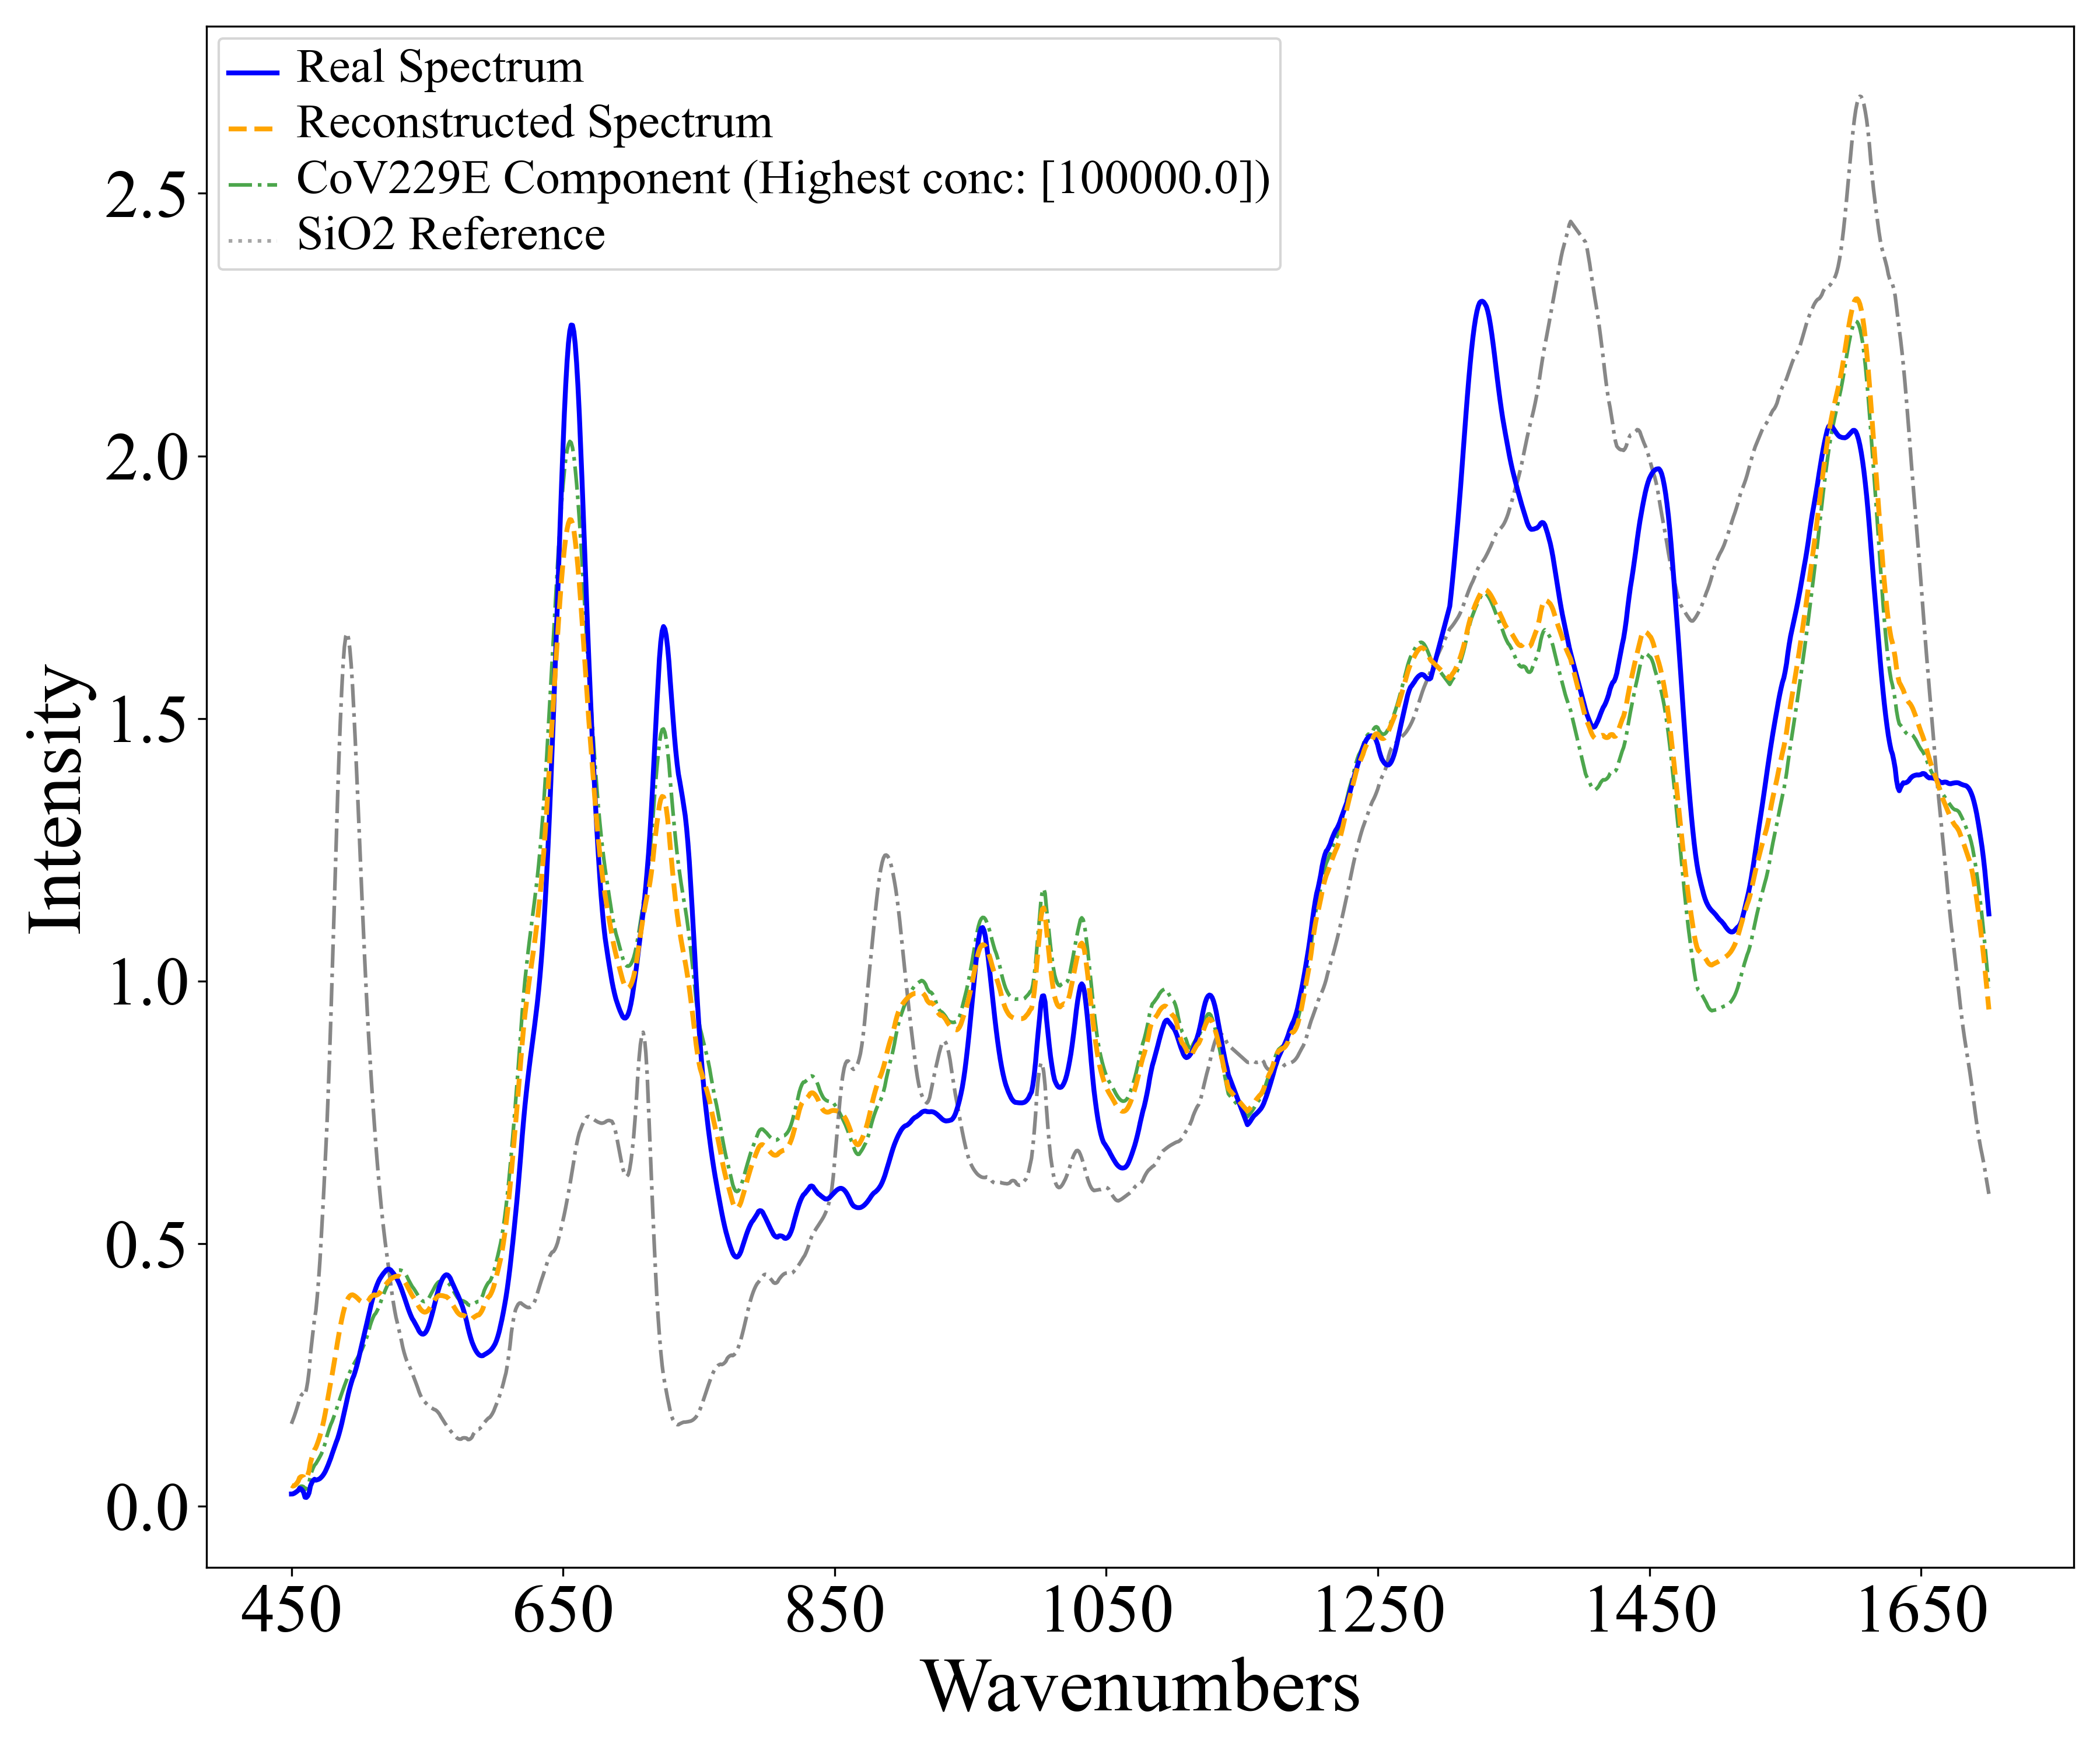 Real Spectrum
Reconstructed Spectrum
CoV229E Component (Highest conc: [100000.0])
SiO2 Reference
2.5
2.0
1.5
1.0
0.5
0.0
Intensity
450 650 850 1050 1250 1450 1650
Wavenumbers